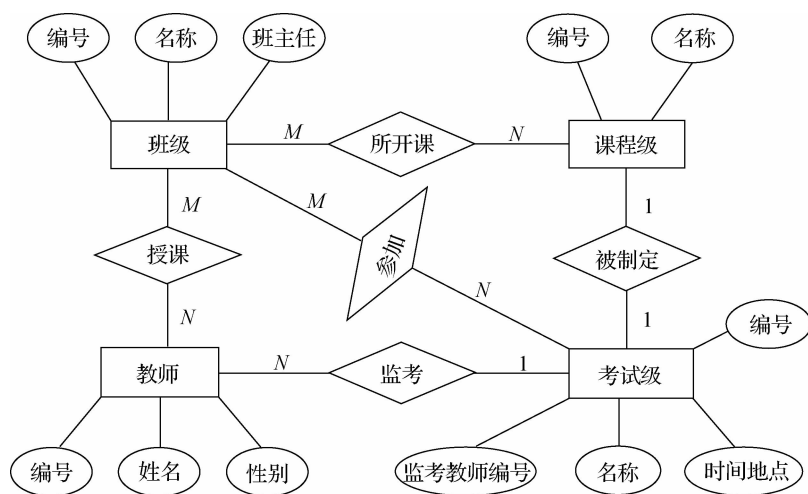 编号 名称 班主任 编号 名称
班级 M 所开课 N 课程级
M M 1
授课 参加 被制定
N N 1 编号
教师 N 监考 1 考试级
编号 姓名 性别 监考教师编号 名称 时间地点